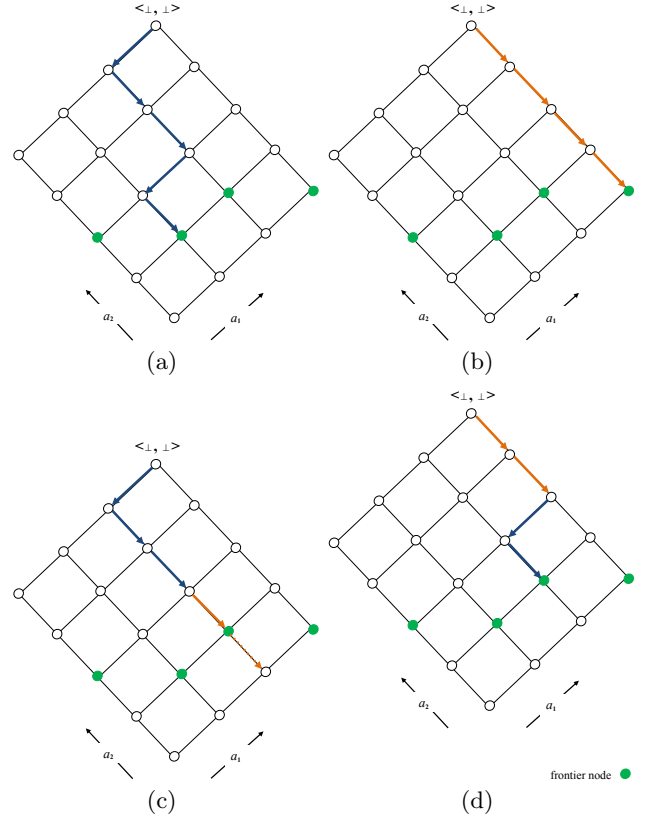 <⊥, ⊥>
<⊥, ⊥>
a₂
a₁
a₂
a₁
(a)
(b)
<⊥, ⊥>
<⊥, ⊥>
a₂
a₁
a₂
a₁
frontier node
(c)
(d)